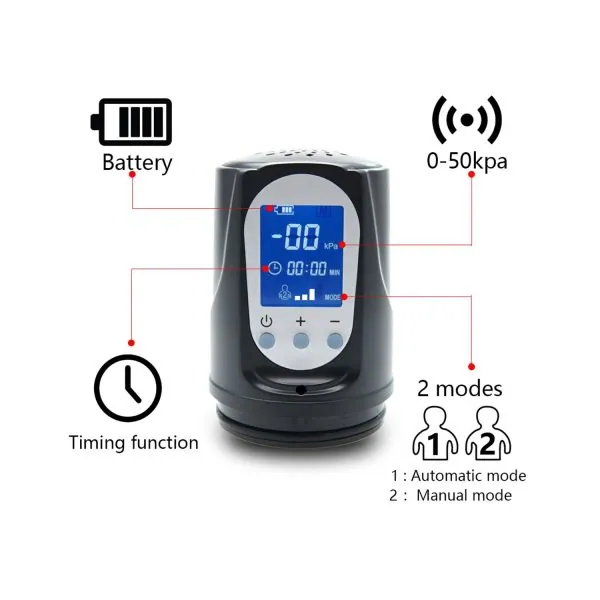 Battery
0-50kpa
-00 kPa
00:00 MIN
2
MODE
+ −
Timing function
2 modes
1 2
1 : Automatic mode
2 : Manual mode